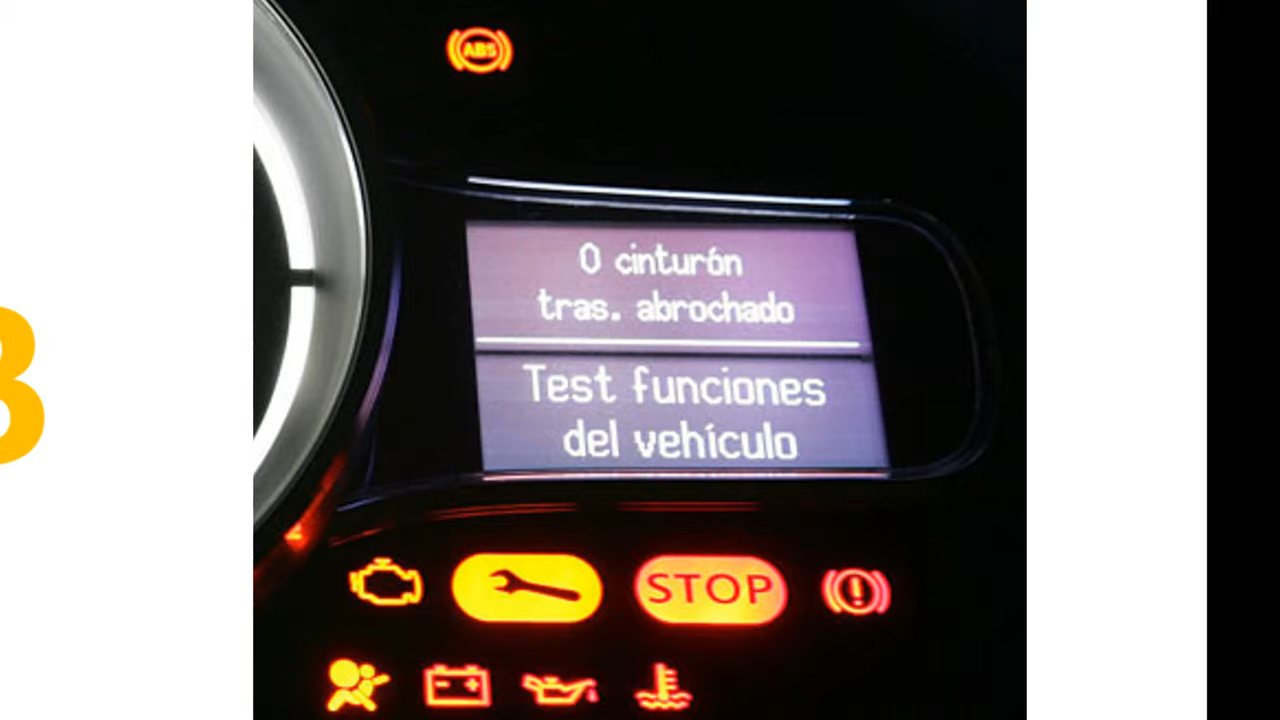 ABS
0 cinturón
tras. abrochado
Test funciones
del vehículo
STOP